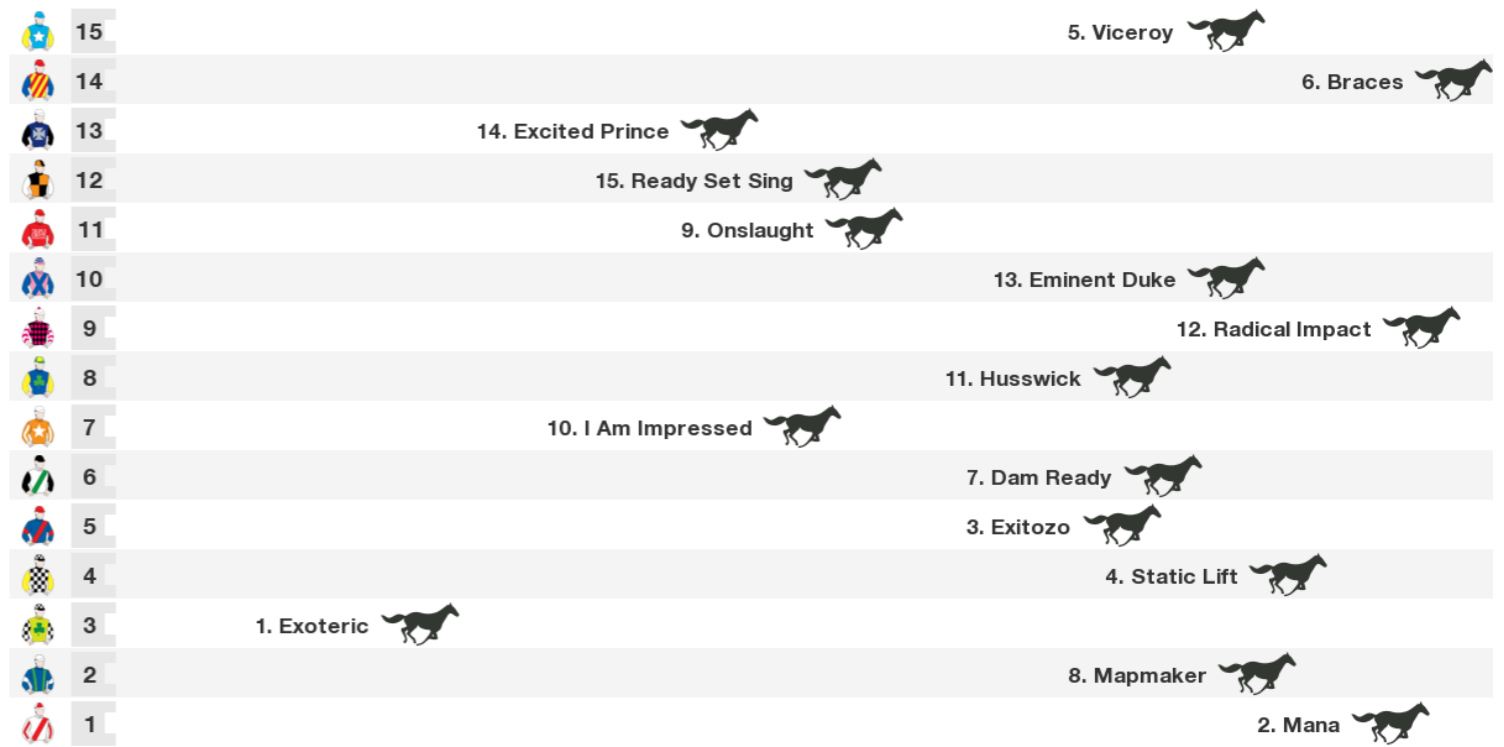 15 5. Viceroy
14 6. Braces
13 14. Excited Prince
12 15. Ready Set Sing
11 9. Onslaught
10 13. Eminent Duke
9 12. Radical Impact
8 11. Husswick
7 10. I Am Impressed
6 7. Dam Ready
5 3. Exitozo
4 4. Static Lift
3 1. Exoteric
2 8. Mapmaker
1 2. Mana